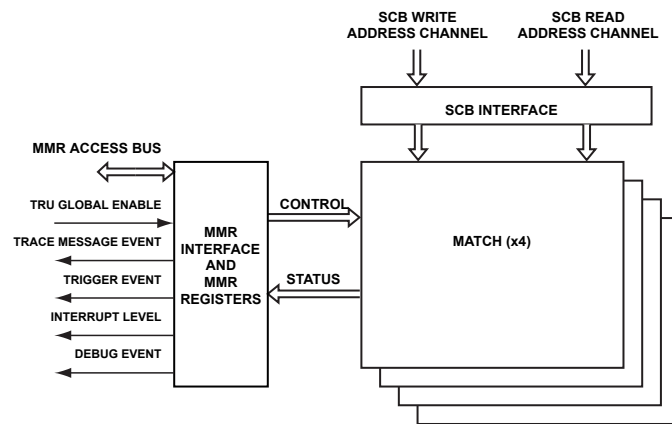 SCB WRITE
ADDRESS CHANNEL
SCB READ
ADDRESS CHANNEL
SCB INTERFACE
MMR ACCESS BUS
TRU GLOBAL ENABLE
TRACE MESSAGE EVENT
TRIGGER EVENT
INTERRUPT LEVEL
DEBUG EVENT
MMR
INTERFACE
AND
MMR
REGISTERS
CONTROL
STATUS
MATCH (x4)